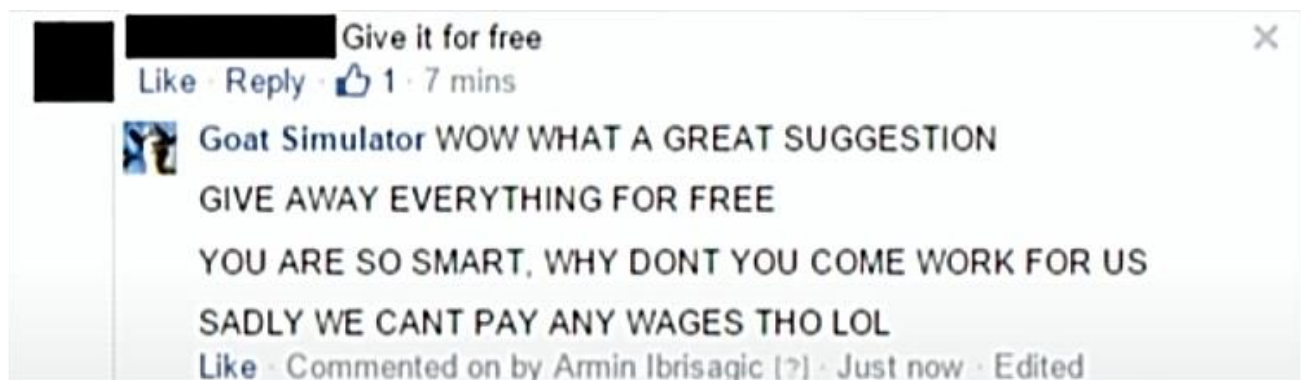 Give it for free
Like · Reply · 1 · 7 mins
Goat Simulator WOW WHAT A GREAT SUGGESTION
GIVE AWAY EVERYTHING FOR FREE
YOU ARE SO SMART, WHY DONT YOU COME WORK FOR US
SADLY WE CANT PAY ANY WAGES THO LOL
Like · Commented on by Armin Ibrisagic [?] · Just now · Edited